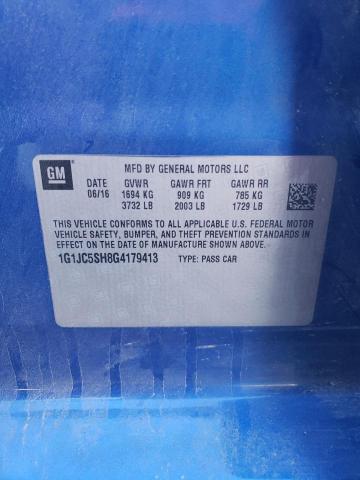 GM
MFD BY GENERAL MOTORS LLC
DATE GVWR GAWR FRT GAWR RR
06/16 1694 KG 909 KG 785 KG
3732 LB 2003 LB 1729 LB
THIS VEHICLE CONFORMS TO ALL APPLICABLE U.S. FEDERAL MOTOR
VEHICLE SAFETY, BUMPER, AND THEFT PREVENTION STANDARDS
IN EFFECT ON THE DATE OF MANUFACTURE SHOWN ABOVE.
1G1JC5SH8G4179413 TYPE: PASS CAR